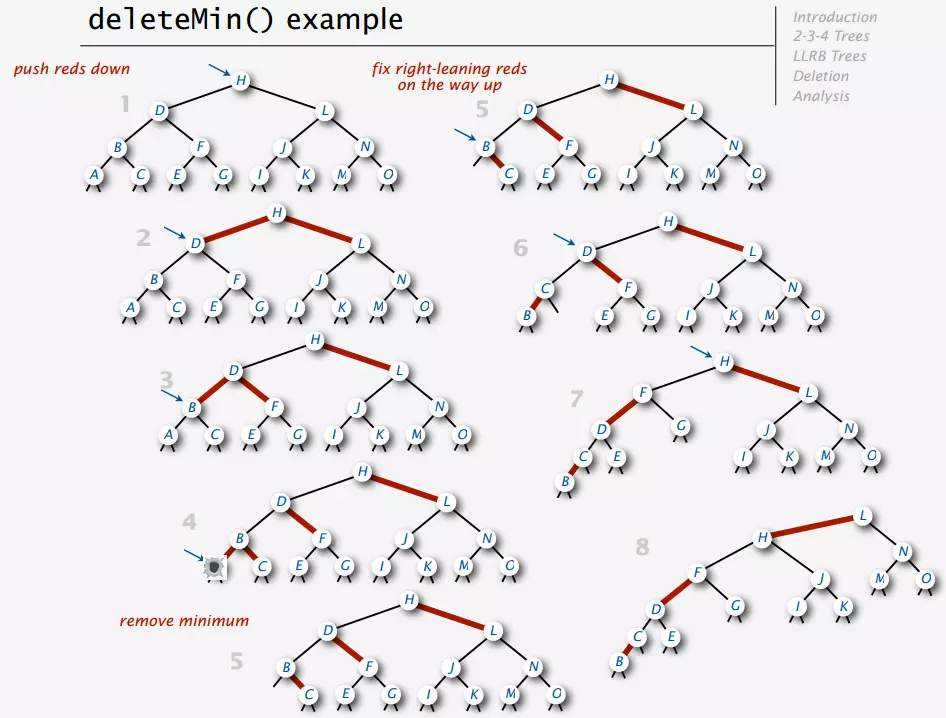 deleteMin() example
Introduction
2-3-4 Trees
LLRB Trees
Deletion
Analysis
push reds down
1
H
D L
B F J N
A C E G I K M O
2
H
D L
B F J N
A C E G I K M O
3
H
D L
B F J N
A C E G I K M O
4
H
D L
B F J N
C E G I K M O
remove minimum
5
H
D L
B F J N
C E G I K M O
fix right-leaning reds
on the way up
5
H
D L
B F J N
C E G I K M O
6
H
D L
C F J N
B E G I K M O
7
H
F L
D G J N
C E I K M O
B
8
L
H N
F J M O
D G I K
C E
B